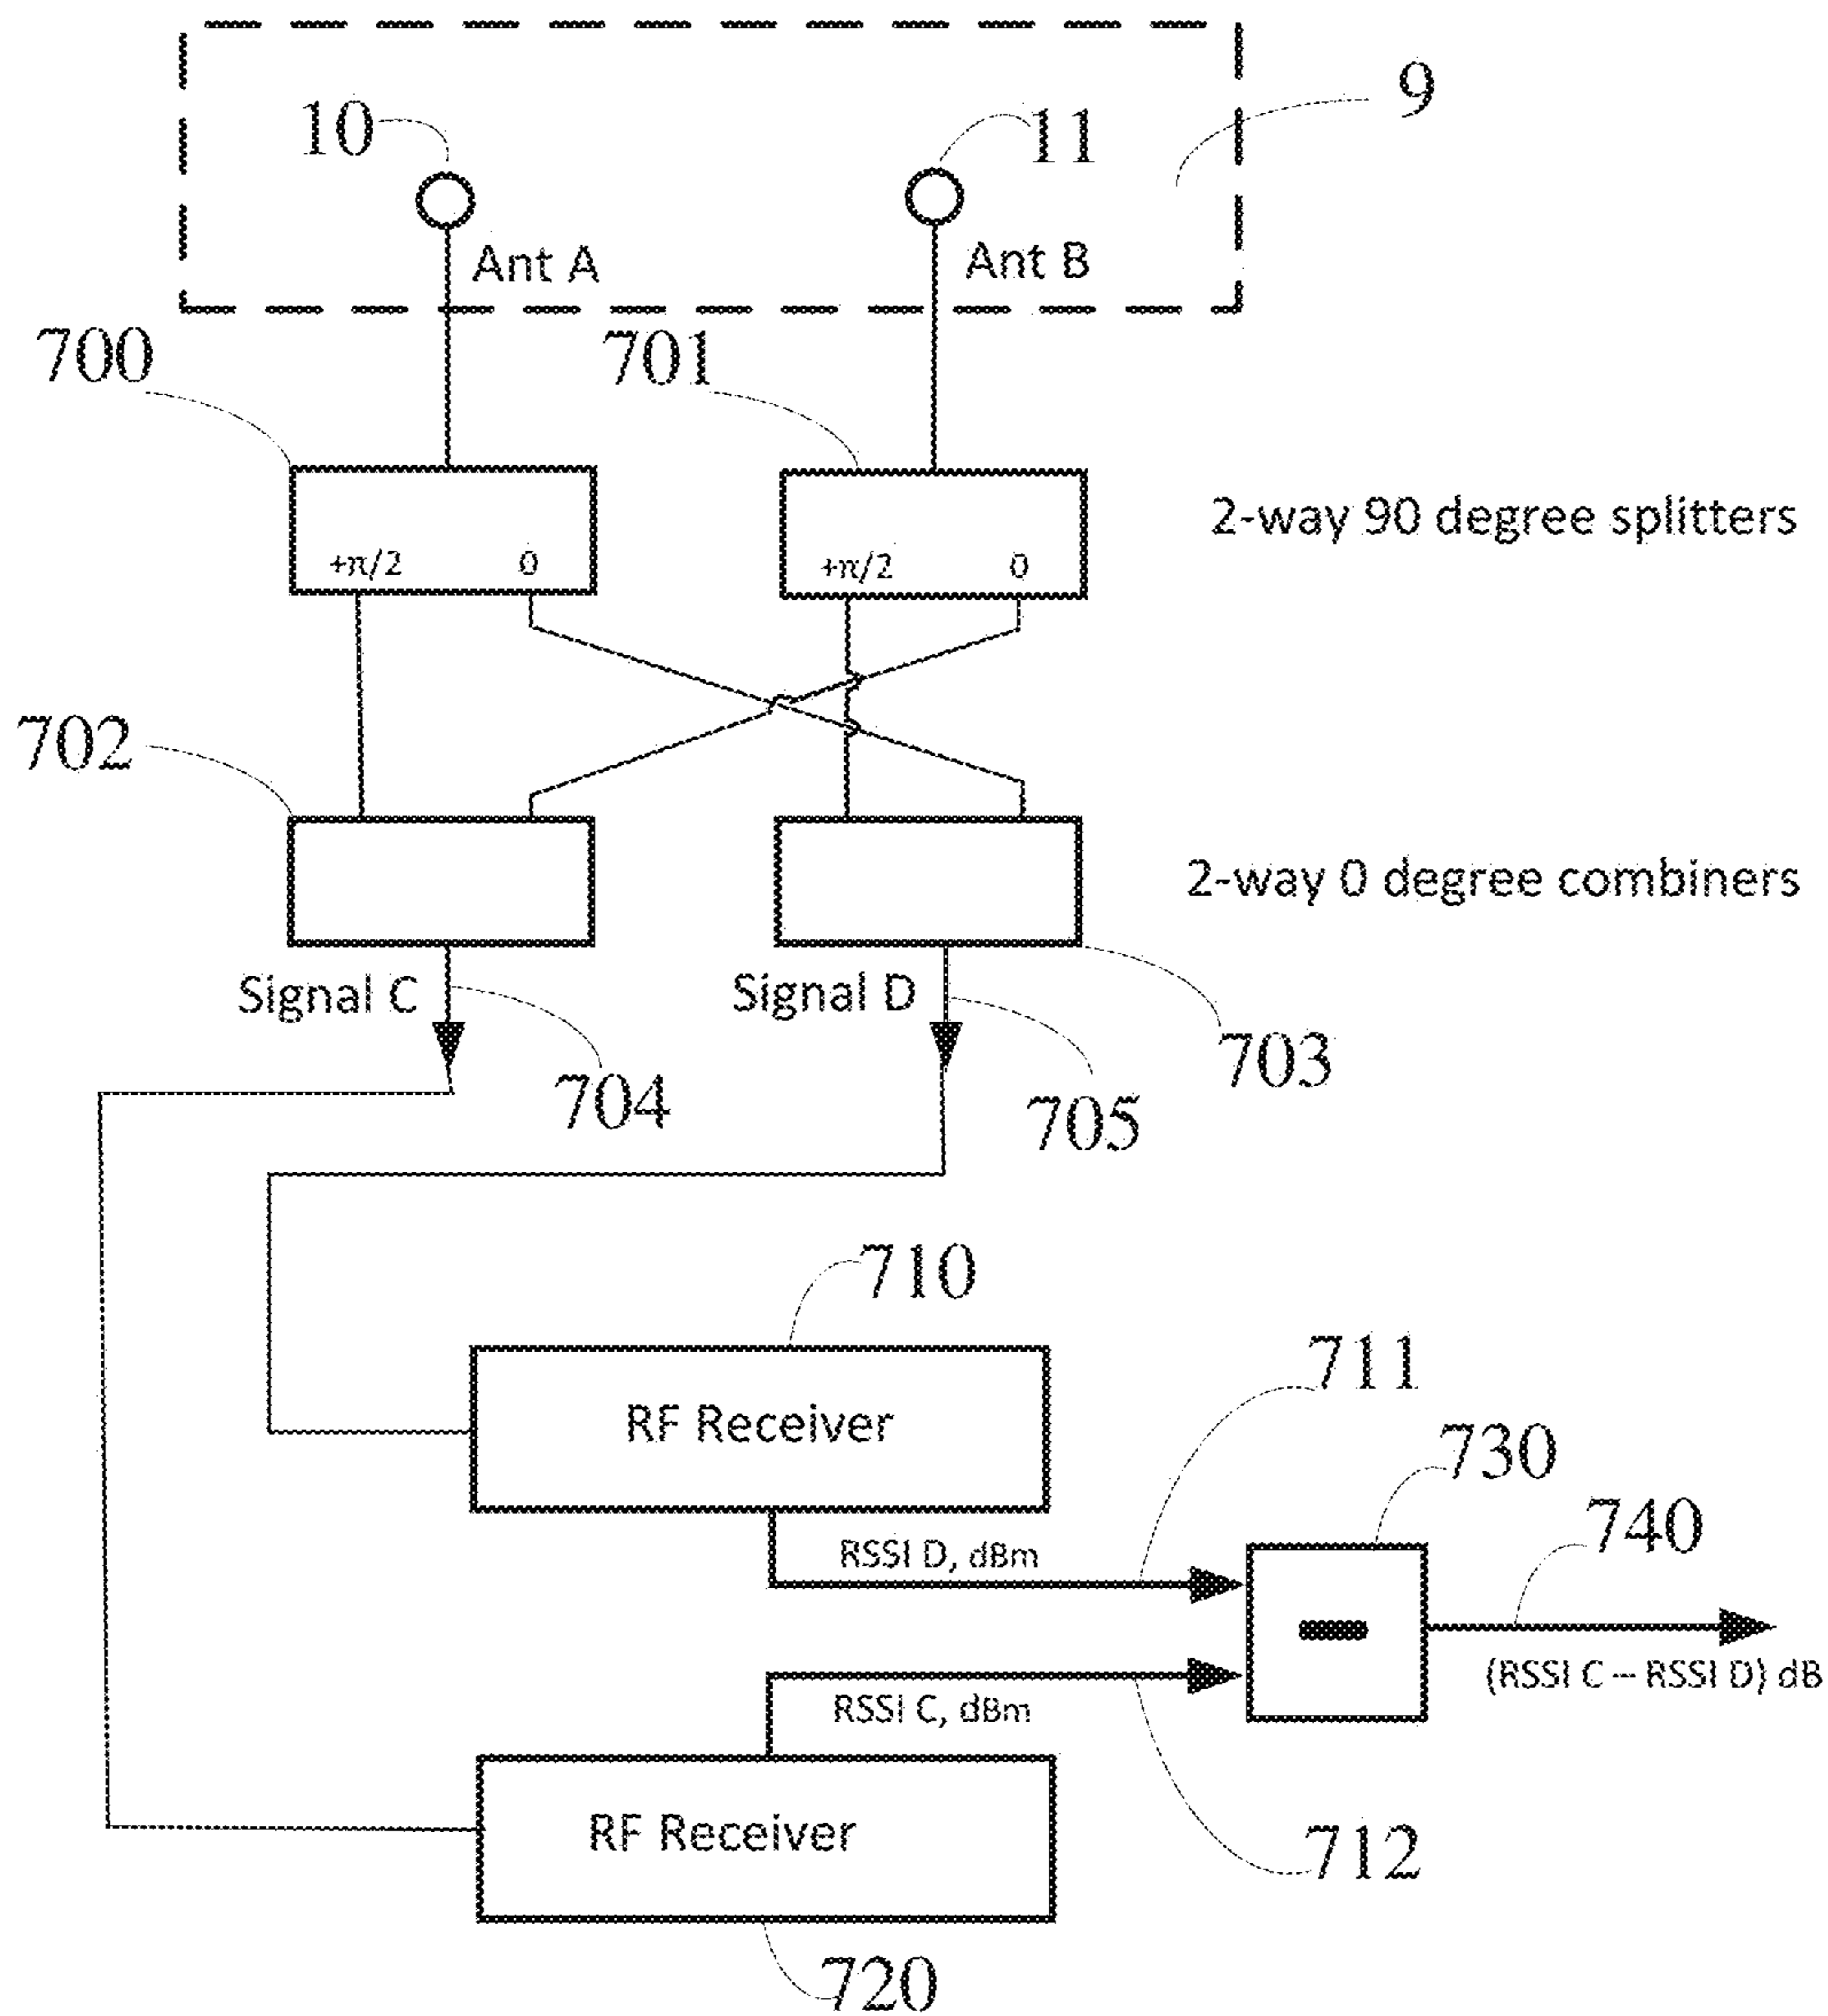 9
10
11
Ant A
Ant B
700
701
2-way 90 degree splitters
+π/2
0
+π/2
0
702
2-way 0 degree combiners
Signal C
Signal D
703
704
705
710
RF Receiver
711
730
740
RSSI D, dBm
(RSSI C – RSSI D) dB
RSSI C, dBm
RF Receiver
712
720